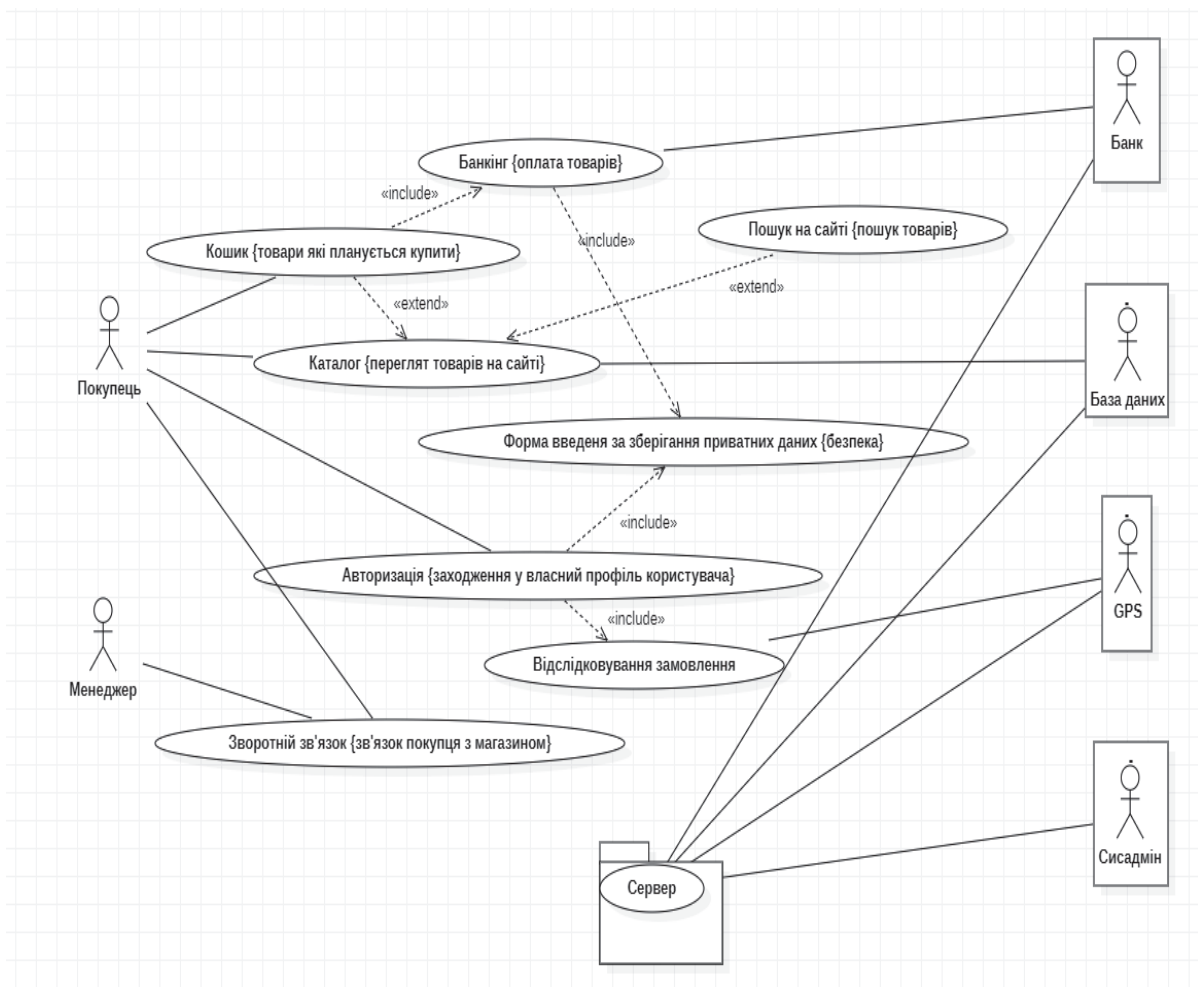 Банк
Банкінг {оплата товарів}
«include»
Пошук на сайті {пошук товарів}
«include»
Кошик {товари які планується купити}
«extend»
«extend»
Каталог {переглят товарів на сайті}
Покупець
База даних
Форма введеня за зберігання приватних даних {безпека}
«include»
Авторизація {заходження у власний профіль користувача}
GPS
«include»
Відслідковування замовлення
Менеджер
Зворотній зв'язок {зв'язок покупця з магазином}
Сисадмін
Сервер